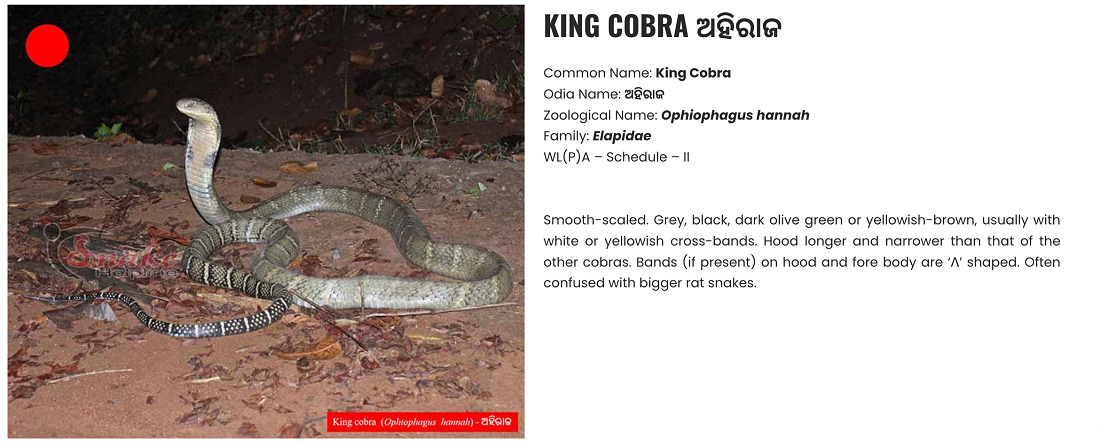 KING COBRA ଅହିରାଜ
Common Name: King Cobra
Odia Name: ଅହିରାଜ
Zoological Name: Ophiophagus hannah
Family: Elapidae
WL(P)A – Schedule – II
Smooth-scaled. Grey, black, dark olive green or yellowish-brown, usually with
white or yellowish cross-bands. Hood longer and narrower than that of the
other cobras. Bands (if present) on hood and fore body are ‘Λ’ shaped. Often
confused with bigger rat snakes.
Snake
Helpline
King cobra (Ophiophagus hannah) - ଅହିରାଜ